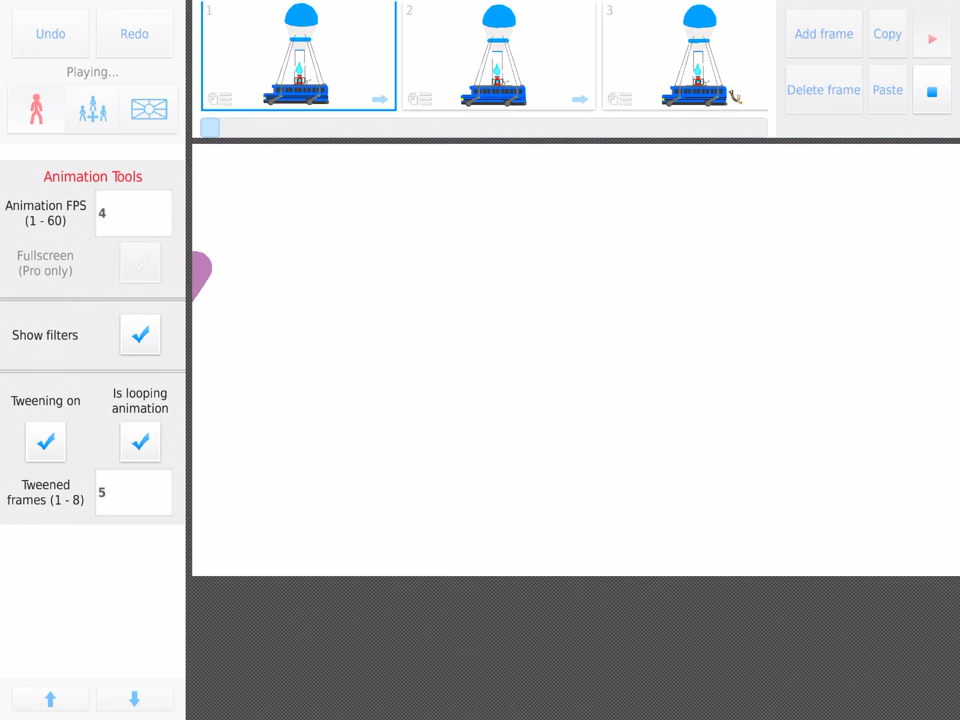 Undo
Redo
Playing...
1
2
3
Add frame
Copy
Delete frame
Paste
Animation Tools
Animation FPS
(1 - 60)
4
Fullscreen
(Pro only)
Show filters
Tweening on
Is looping
animation
Tweened
frames (1 - 8)
5